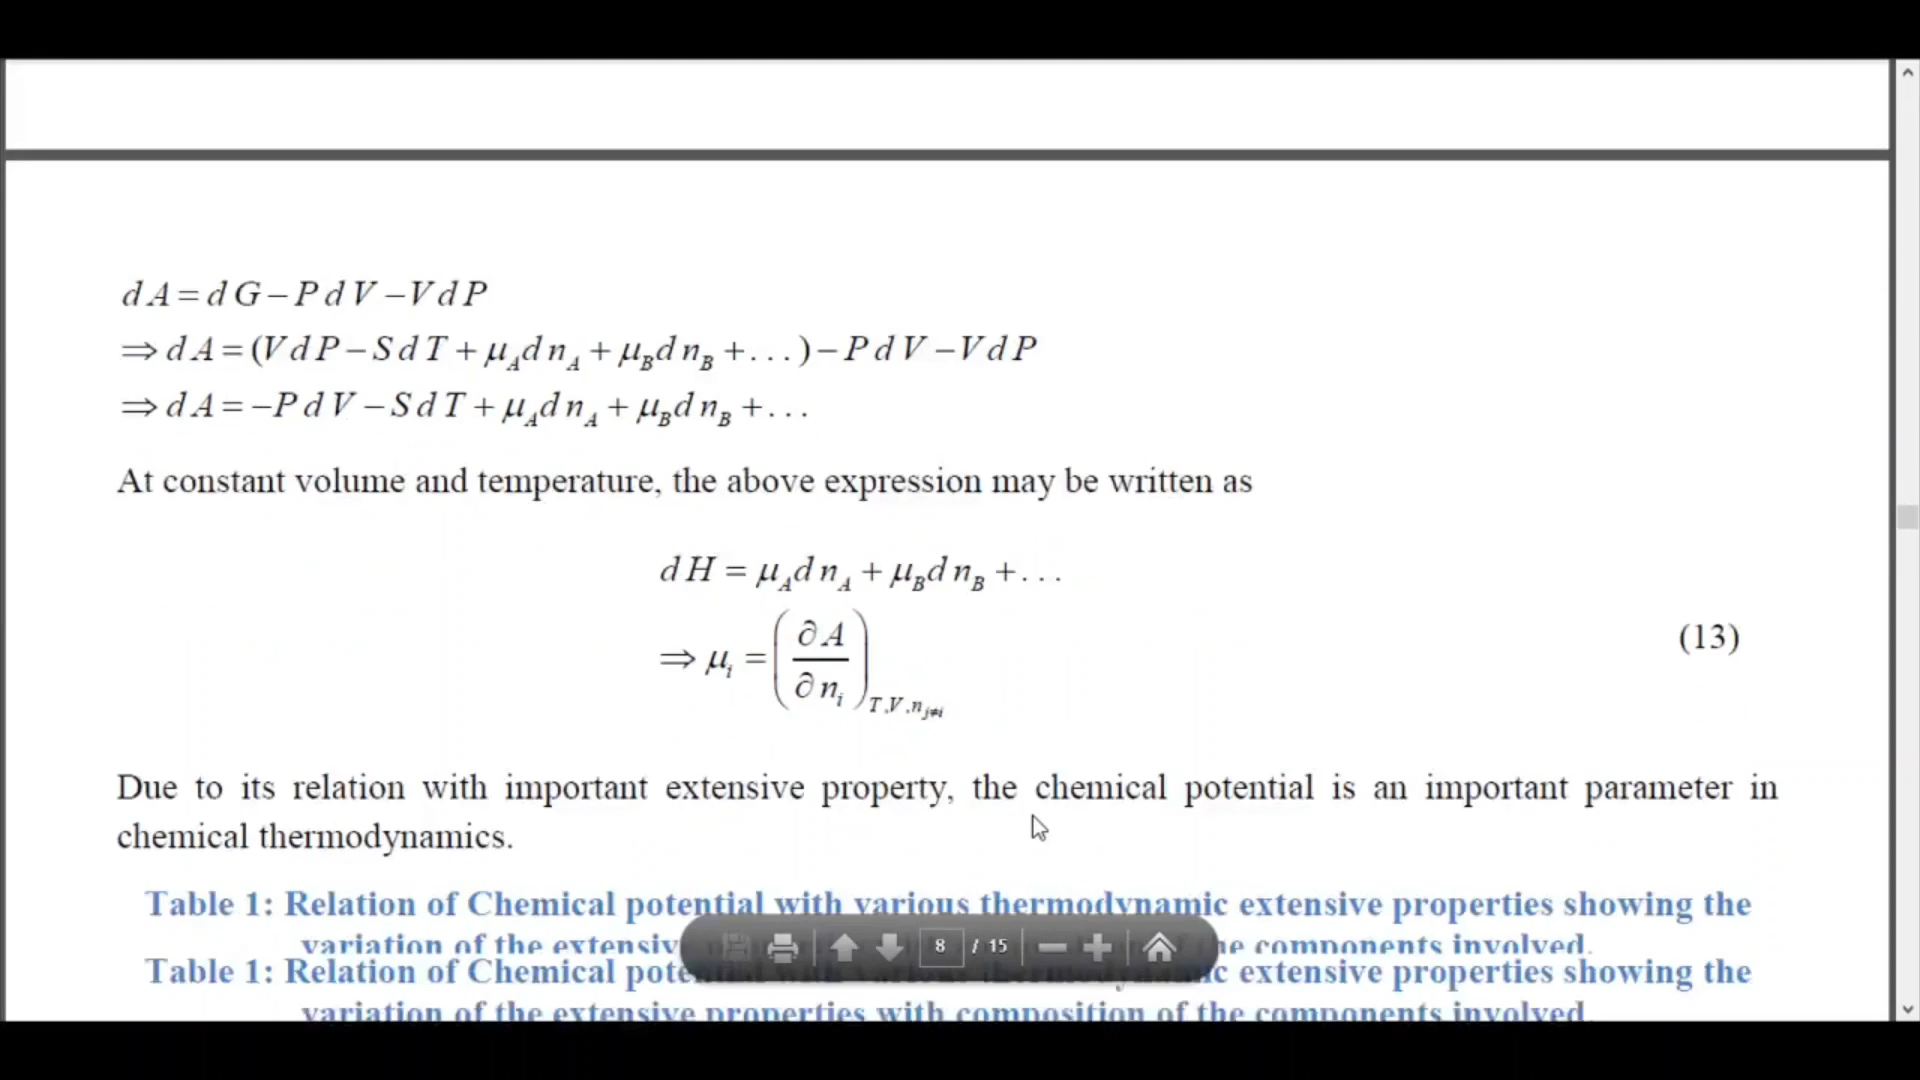 dA = dG − PdV − VdP
⇒ dA = (VdP − SdT + μ_A dn_A + μ_B dn_B + ...) − PdV − VdP
⇒ dA = −PdV − SdT + μ_A dn_A + μ_B dn_B + ...
At constant volume and temperature, the above expression may be written as
dH = μ_A dn_A + μ_B dn_B + ...
⇒ μ_i = (∂A / ∂n_i)_{T,V,n_{j≠i}} (13)
Due to its relation with important extensive property, the chemical potential is an important parameter in
chemical thermodynamics.
Table 1: Relation of Chemical potential with various thermodynamic extensive properties showing the
variation of the extensiv he components involved.
8 / 15
Table 1: Relation of Chemical pote c extensive properties showing the
variation of the extensive properties with composition of the components involved.